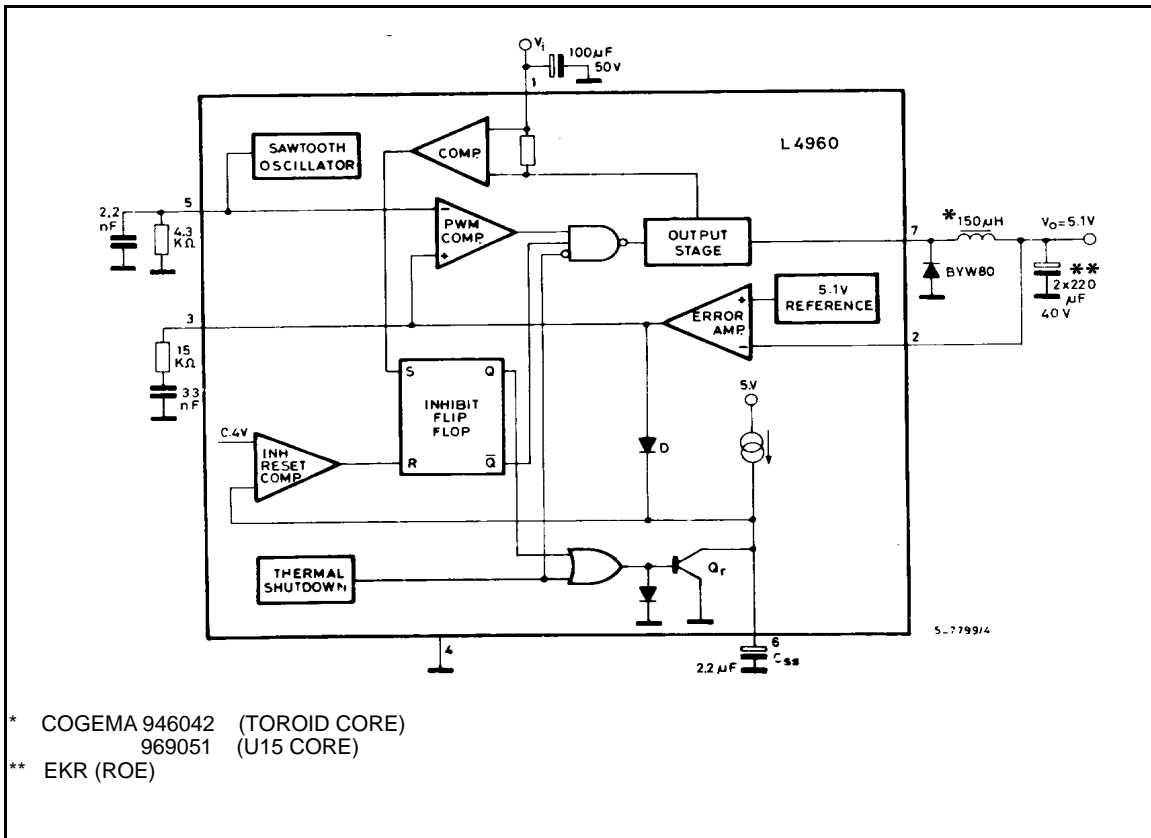 Vi
100µF
50V
1
L4960
SAWTOOTH
OSCILLATOR
COMP.
5
2.2
nF
4.3
KΩ
−
PWM
COMP.
+
OUTPUT
STAGE
7
*
150µH
Vo=5.1V
BYW80
**
2x220
µF
40V
5.1V
REFERENCE
+
ERROR
AMP.
−
2
3
15
KΩ
33
nF
S
Q
INHIBIT
FLIP
FLOP
R
Q̅
5V
D
0.4V
INH
RESET
COMP.
THERMAL
SHUTDOWN
Qr
4
6
Css
2.2µF
5-7799/4
* COGEMA 946042 (TOROID CORE)
969051 (U15 CORE)
** EKR (ROE)